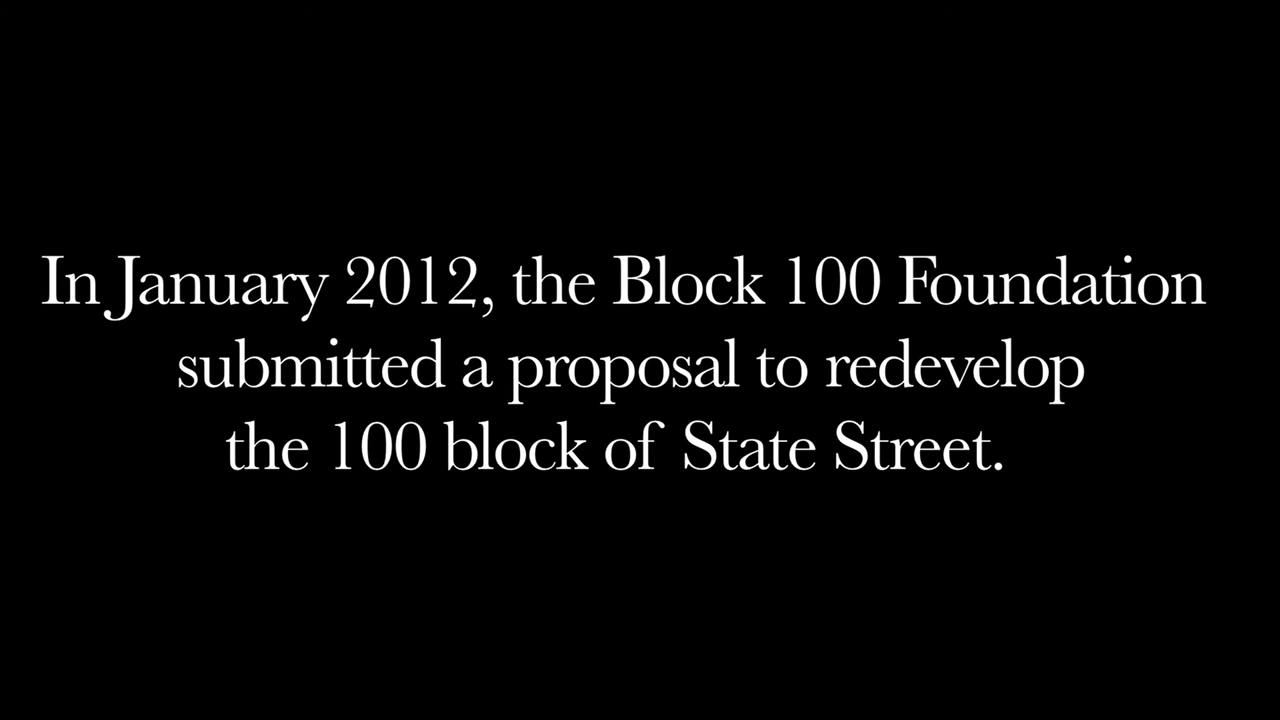 In January 2012, the Block 100 Foundation
submitted a proposal to redevelop
the 100 block of State Street.